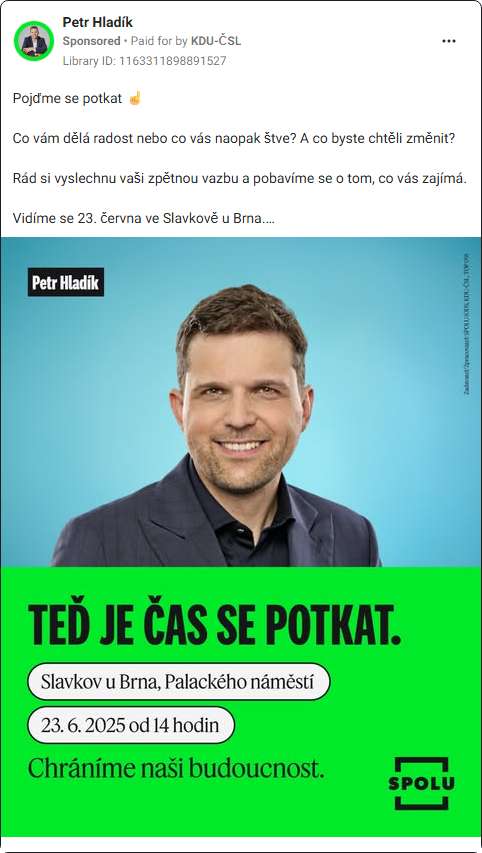 Petr Hladík
Sponsored • Paid for by KDU-ČSL
Library ID: 1163311898891527
Pojďme se potkat ☝
Co vám dělá radost nebo co vás naopak štve? A co byste chtěli změnit?
Rád si vyslechnu vaši zpětnou vazbu a pobavíme se o tom, co vás zajímá.
Vidíme se 23. června ve Slavkově u Brna....
Petr Hladík
Zadavatel/Zpracovatel: SPOLU (ODS, KDU-ČSL, TOP 09)
TEĎ JE ČAS SE POTKAT.
Slavkov u Brna, Palackého náměstí
23. 6. 2025 od 14 hodin
Chráníme naši budoucnost.
SPOLU